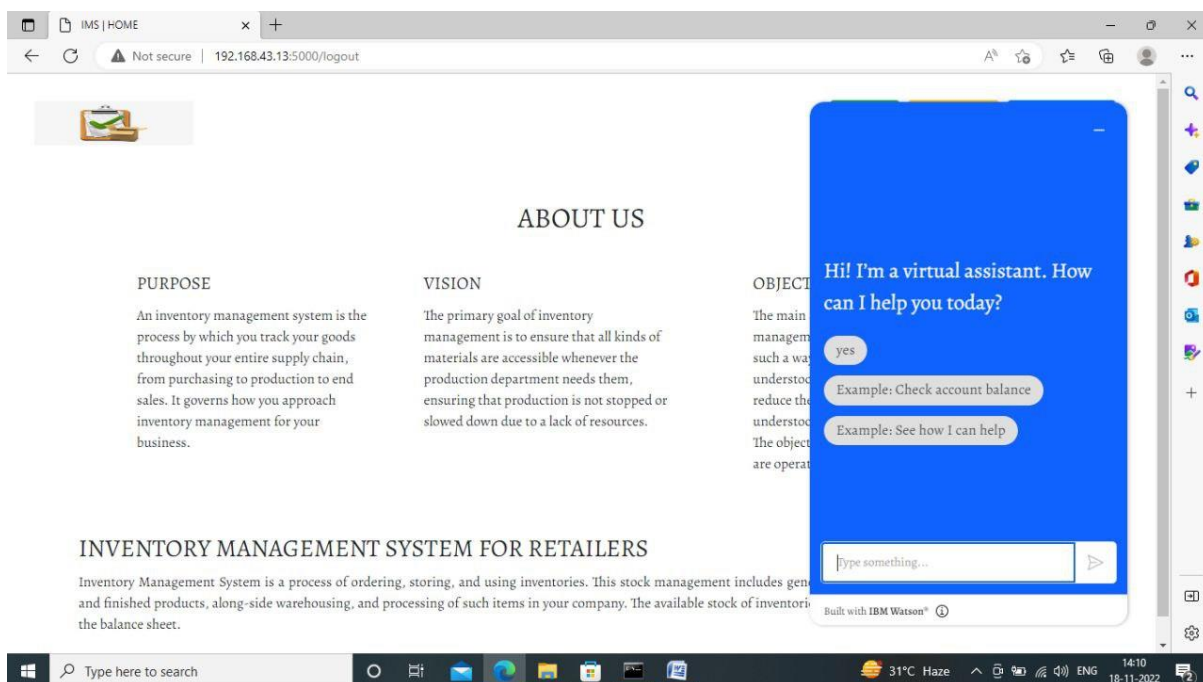 IMS | HOME
Not secure | 192.168.43.13:5000/logout
ABOUT US
PURPOSE
An inventory management system is the
process by which you track your goods
throughout your entire supply chain,
from purchasing to production to end
sales. It governs how you approach
inventory management for your
business.
VISION
The primary goal of inventory
management is to ensure that all kinds of
materials are accessible whenever the
production department needs them,
ensuring that production is not stopped or
slowed down due to a lack of resources.
OBJECT
The main
managem
such a wa
understoo
reduce the
understoo
The object
are operat
Hi! I'm a virtual assistant. How
can I help you today?
yes
Example: Check account balance
Example: See how I can help
Type something...
Built with IBM Watson®
INVENTORY MANAGEMENT SYSTEM FOR RETAILERS
Inventory Management System is a process of ordering, storing, and using inventories. This stock management includes gen
and finished products, along-side warehousing, and processing of such items in your company. The available stock of inventori
the balance sheet.
Type here to search
31°C Haze
ENG
14:10
18-11-2022